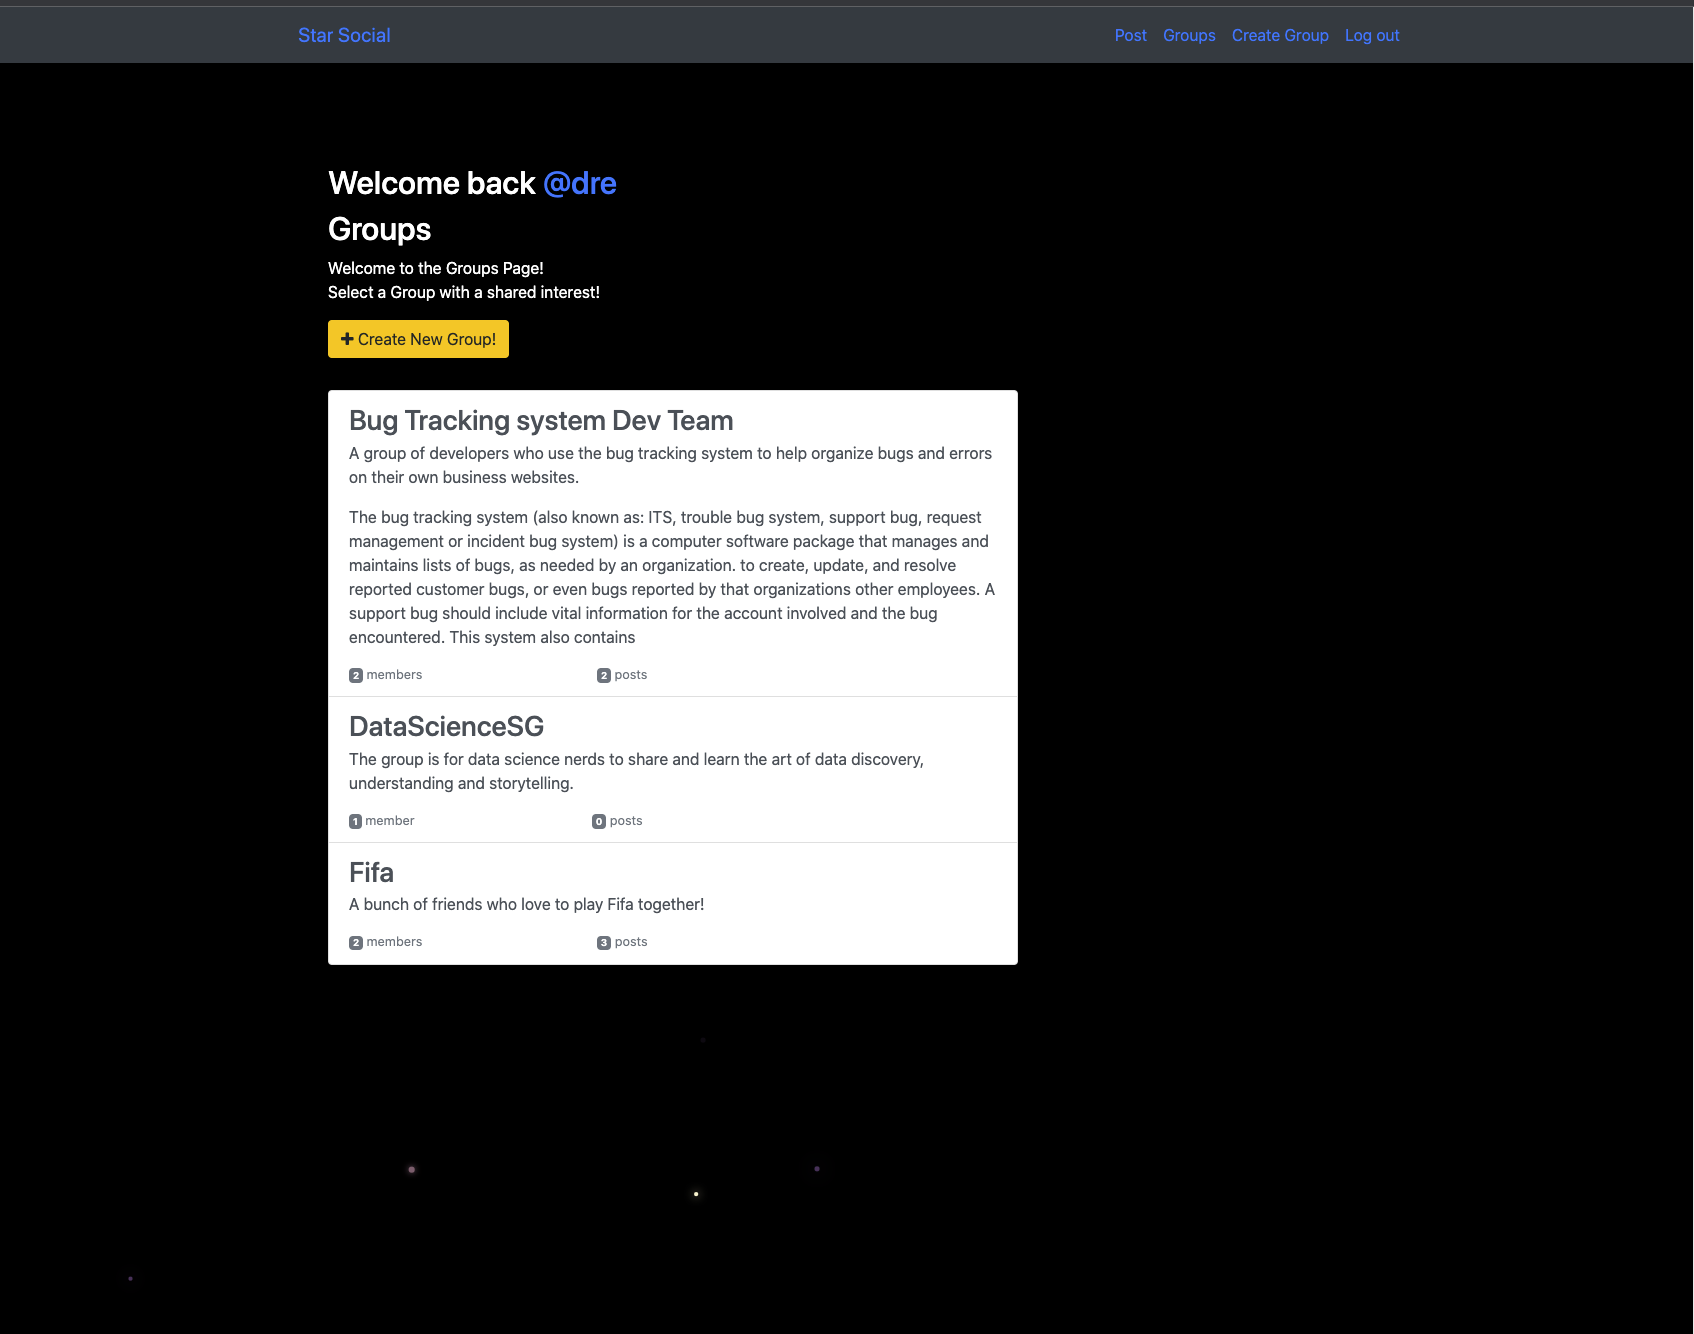 Star Social
Post Groups Create Group Log out
Welcome back @dre
Groups
Welcome to the Groups Page!
Select a Group with a shared interest!
Create New Group!
Bug Tracking system Dev Team
A group of developers who use the bug tracking system to help organize bugs and errors
on their own business websites.
The bug tracking system (also known as: ITS, trouble bug system, support bug, request
management or incident bug system) is a computer software package that manages and
maintains lists of bugs, as needed by an organization. to create, update, and resolve
reported customer bugs, or even bugs reported by that organizations other employees. A
support bug should include vital information for the account involved and the bug
encountered. This system also contains
2 members 2 posts
DataScienceSG
The group is for data science nerds to share and learn the art of data discovery,
understanding and storytelling.
1 member 0 posts
Fifa
A bunch of friends who love to play Fifa together!
2 members 3 posts